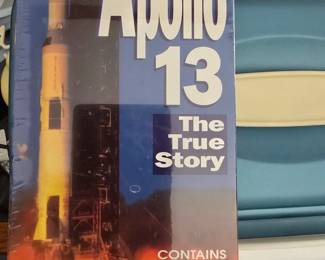 Apollo
13
The
True
Story
CONTAINS